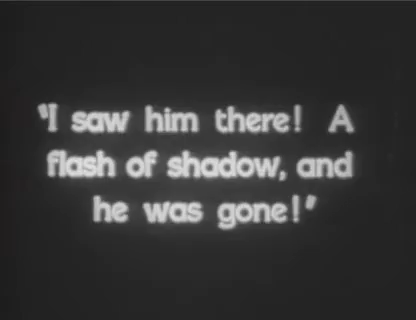 "I saw him there! A
flash of shadow, and
he was gone!"